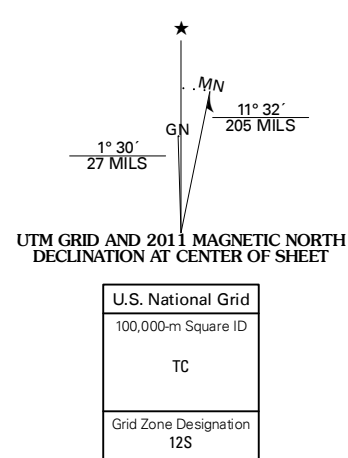 ★
MN
11° 32´
205 MILS
GN
1° 30´
27 MILS
UTM GRID AND 2011 MAGNETIC NORTH
DECLINATION AT CENTER OF SHEET
U.S. National Grid
100,000-m Square ID
TC
Grid Zone Designation
12S